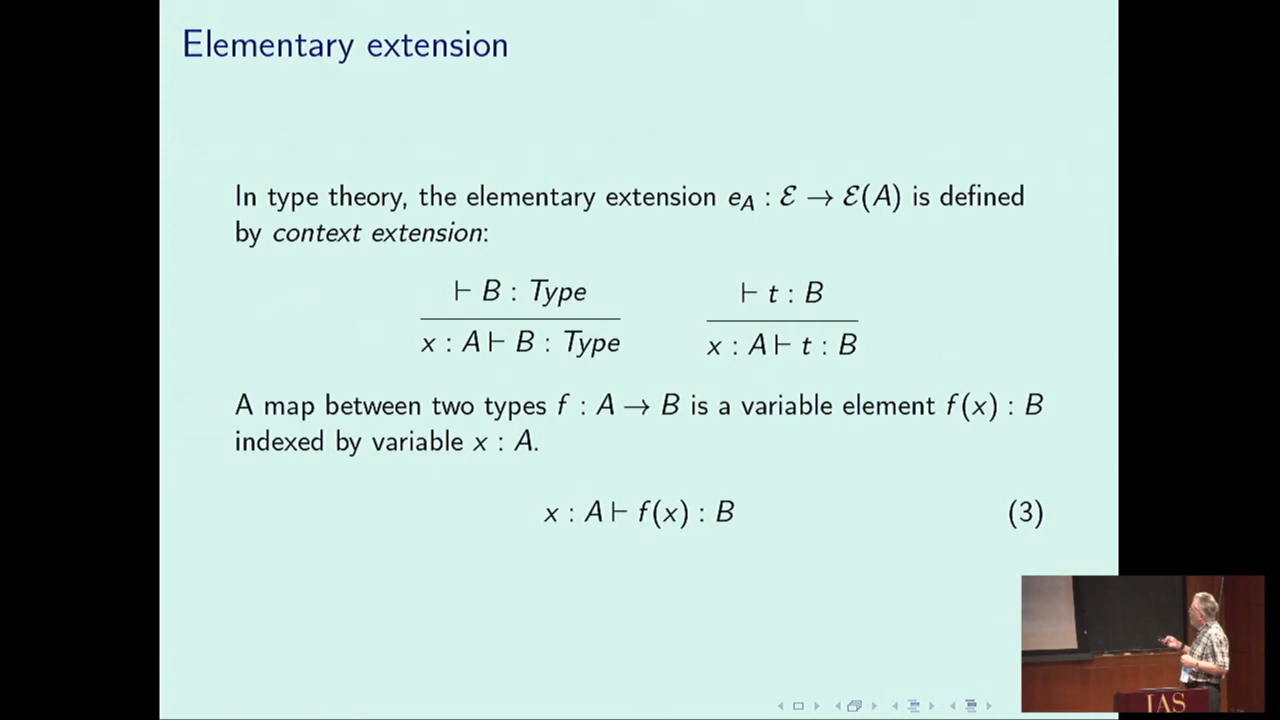 Elementary extension
In type theory, the elementary extension e_A : ℰ → ℰ(A) is defined
by context extension:
⊢ B : Type
x : A ⊢ B : Type
⊢ t : B
x : A ⊢ t : B
A map between two types f : A → B is a variable element f(x) : B
indexed by variable x : A.
x : A ⊢ f(x) : B (3)
IAS